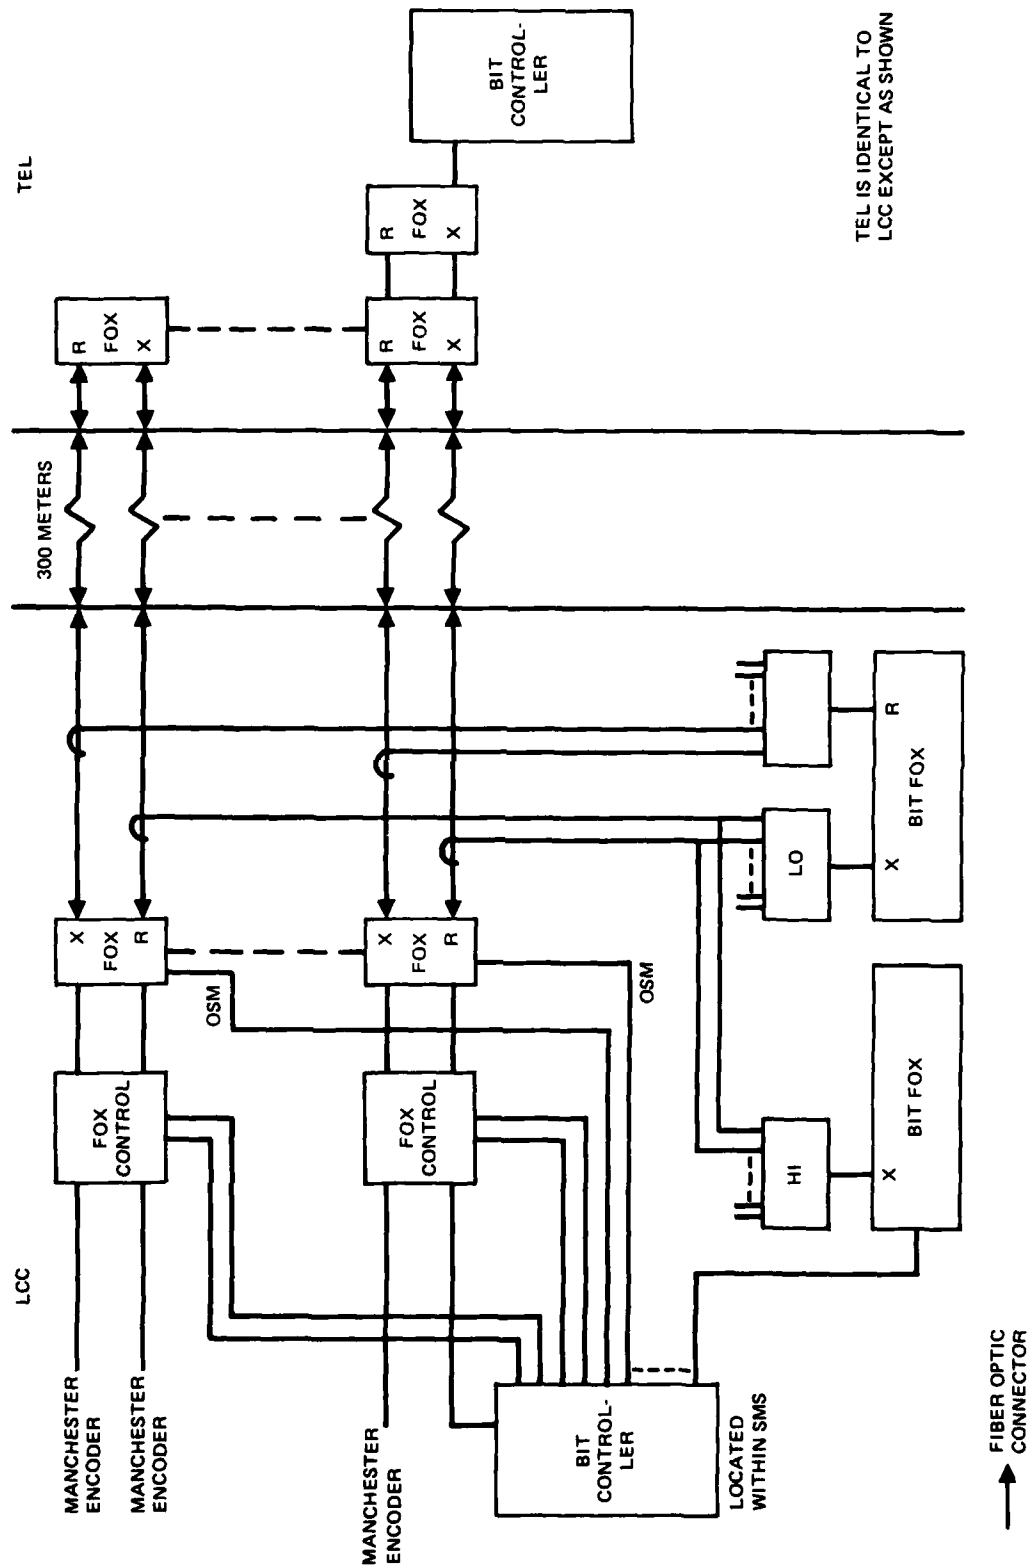 LCC
TEL
MANCHESTER
ENCODER
MANCHESTER
ENCODER
FOX
CONTROL
X
FOX
R
OSM
300 METERS
R
FOX
X
MANCHESTER
ENCODER
FOX
CONTROL
X
FOX
R
OSM
R
FOX
X
R
FOX
X
BIT
CONTROL-
LER
BIT
CONTROL-
LER
LOCATED
WITHIN SMS
HI
LO
X
BIT FOX
X
BIT FOX
R
TEL IS IDENTICAL TO
LCC EXCEPT AS SHOWN
FIBER OPTIC
CONNECTOR